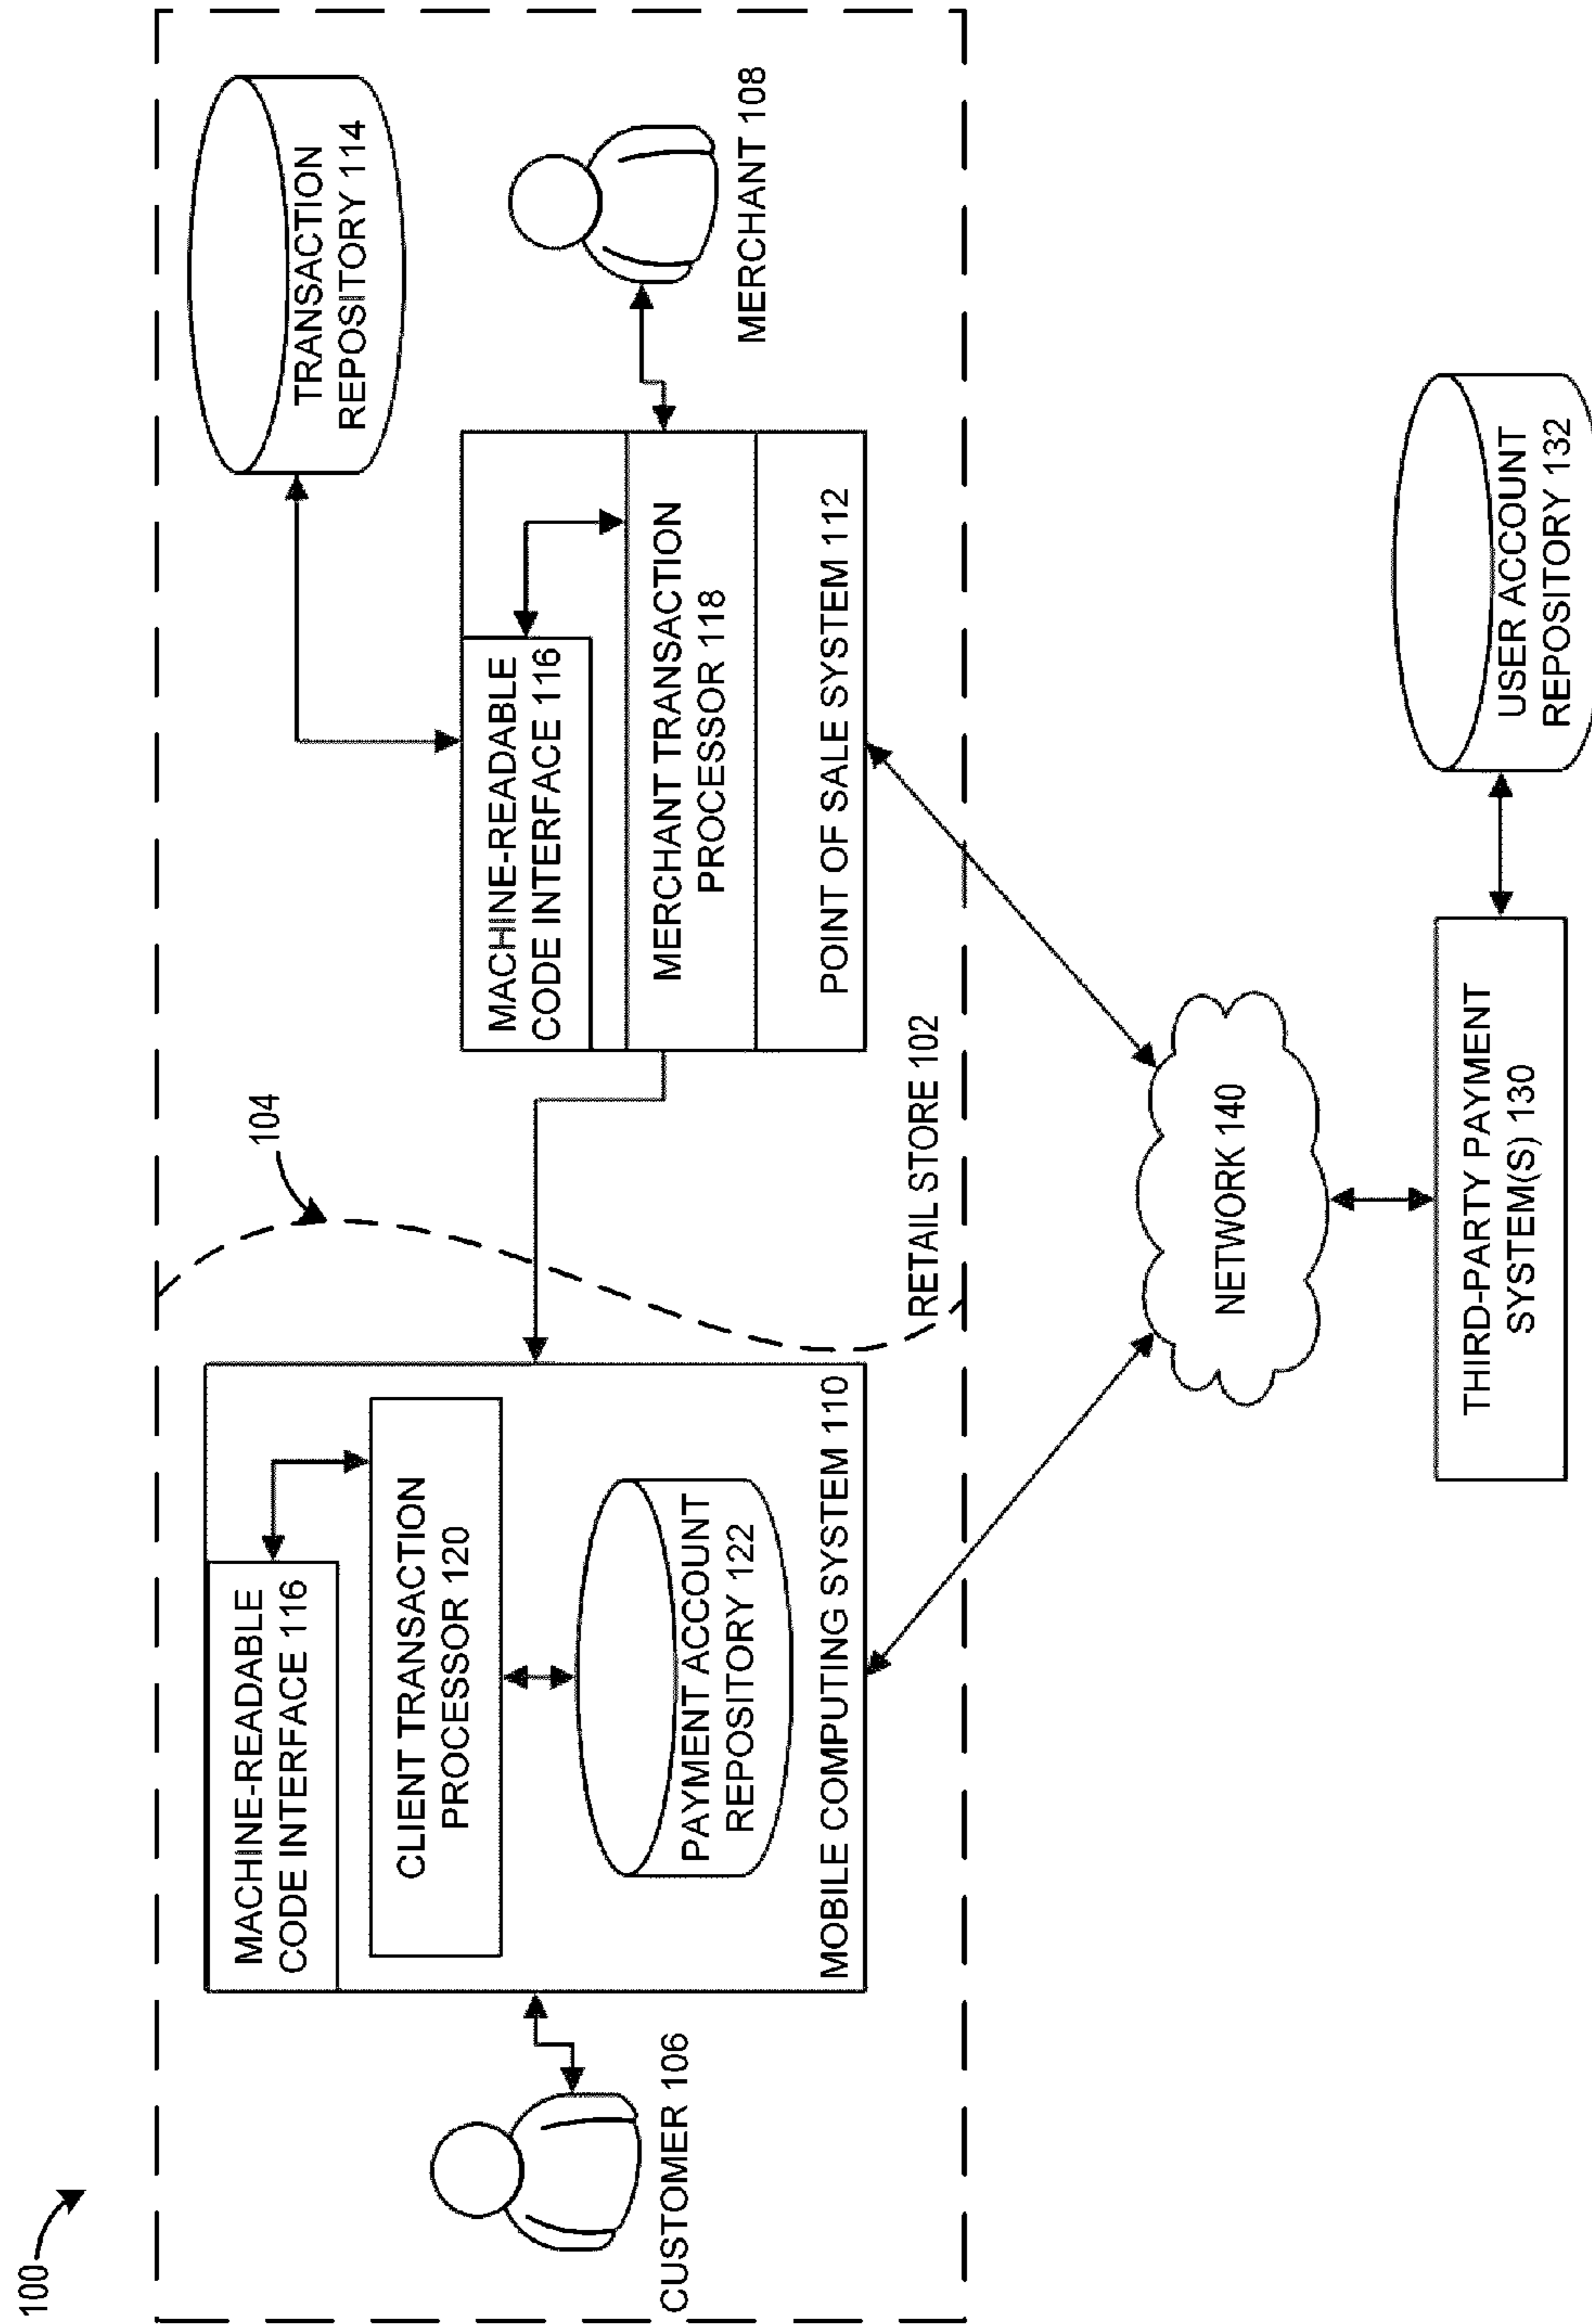 100
104
TRANSACTION
REPOSITORY 114
MACHINE-READABLE
CODE INTERFACE 116
CLIENT TRANSACTION
PROCESSOR 120
PAYMENT ACCOUNT
REPOSITORY 122
MOBILE COMPUTING SYSTEM 110
CUSTOMER 106
MACHINE-READABLE
CODE INTERFACE 116
MERCHANT TRANSACTION
PROCESSOR 118
POINT OF SALE SYSTEM 112
MERCHANT 108
RETAIL STORE 102
NETWORK 140
THIRD-PARTY PAYMENT
SYSTEM(S) 130
USER ACCOUNT
REPOSITORY 132